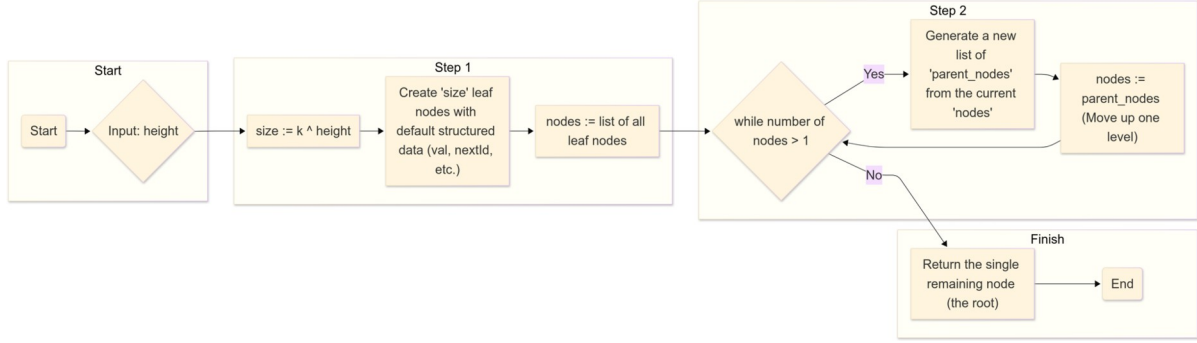 Start
Start
Input: height
Step 1
size := k ^ height
Create 'size' leaf
nodes with
default structured
data (val, nextId,
etc.)
nodes := list of all
leaf nodes
Step 2
while number of
nodes > 1
Yes
Generate a new
list of
'parent_nodes'
from the current
'nodes'
nodes :=
parent_nodes
(Move up one
level)
No
Finish
Return the single
remaining node
(the root)
End